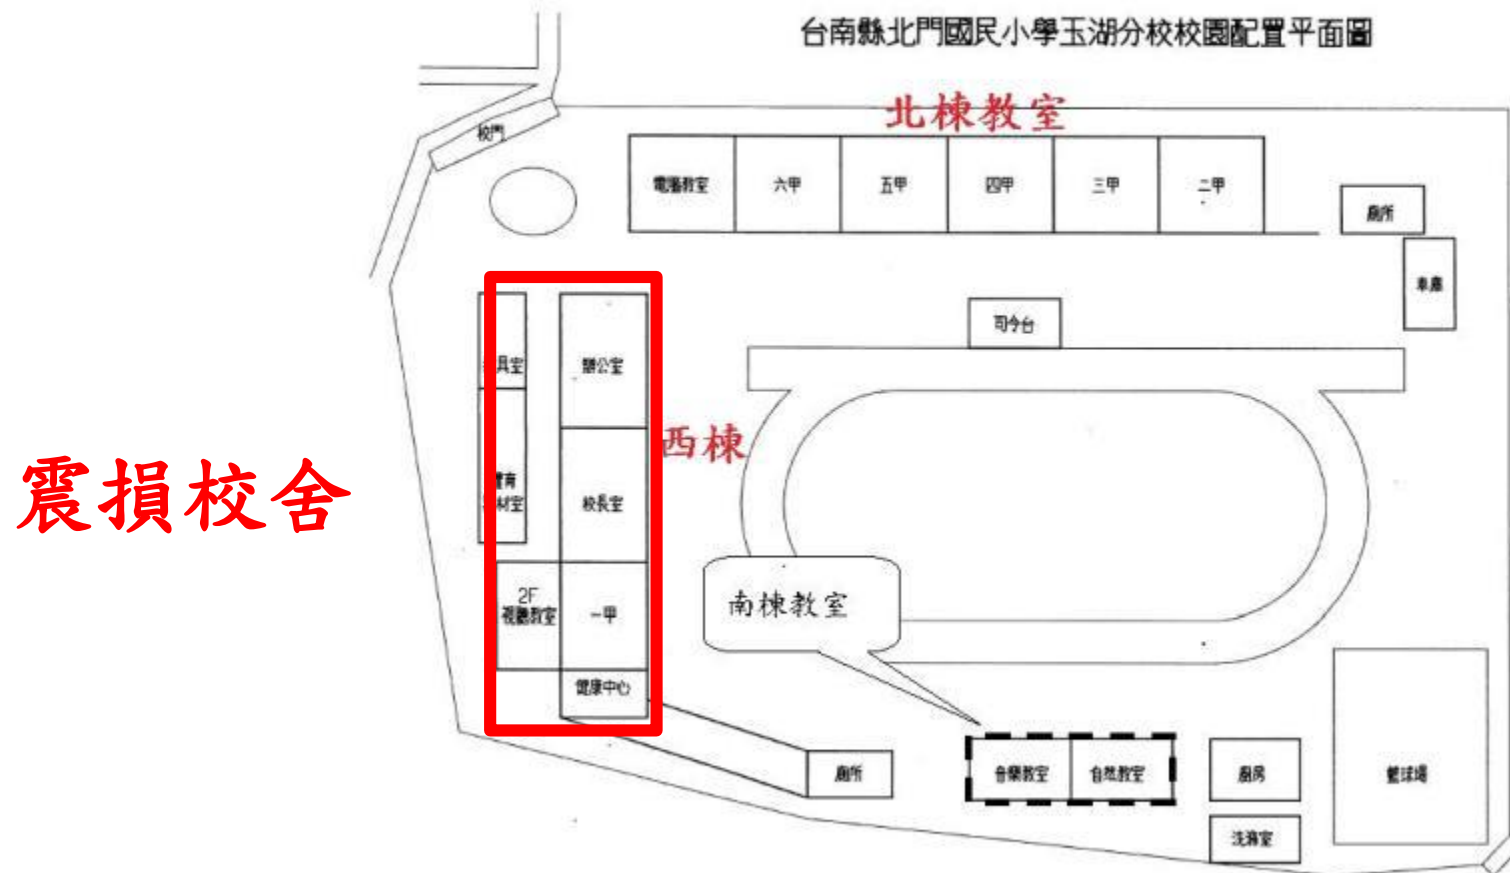 台南縣北門國民小學玉湖分校校園配置平面圖
北棟教室
校門
電腦教室
六甲
五甲
四甲
三甲
二甲
廁所
車庫
司令台
具室
辦公室
西棟
震損校舍
育
材室
校長室
2F
視聽教室
一甲
南棟教室
健康中心
廁所
音樂教室
自然教室
廚房
籃球場
洗滌室